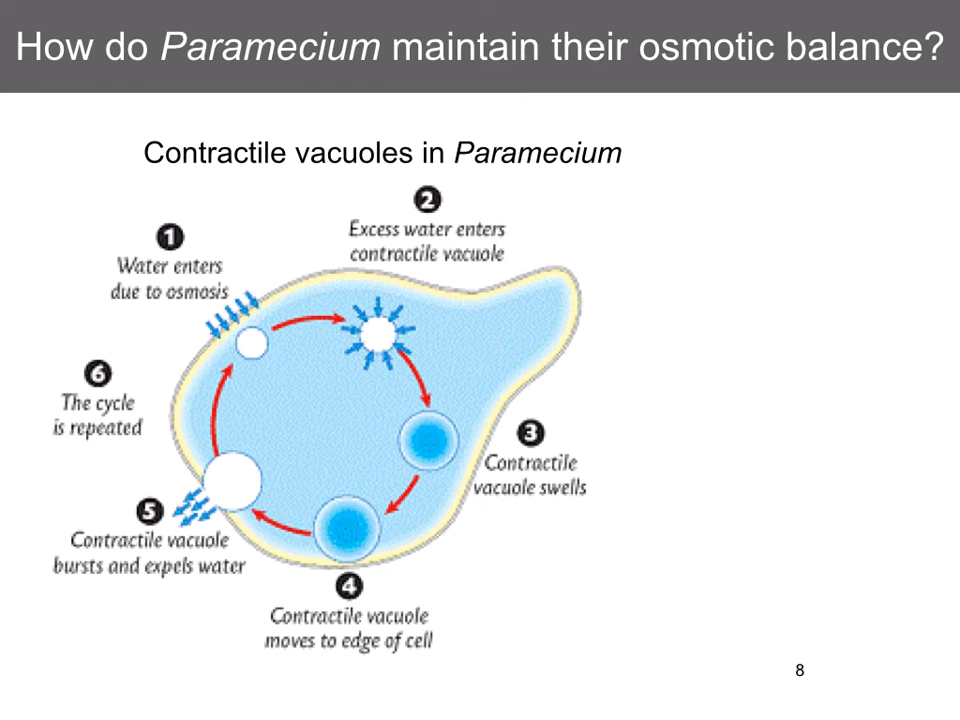 How do Paramecium maintain their osmotic balance?
Contractile vacuoles in Paramecium
1
Water enters
due to osmosis
2
Excess water enters
contractile vacuole
3
Contractile
vacuole swells
4
Contractile vacuole
moves to edge of cell
5
Contractile vacuole
bursts and expels water
6
The cycle
is repeated
8